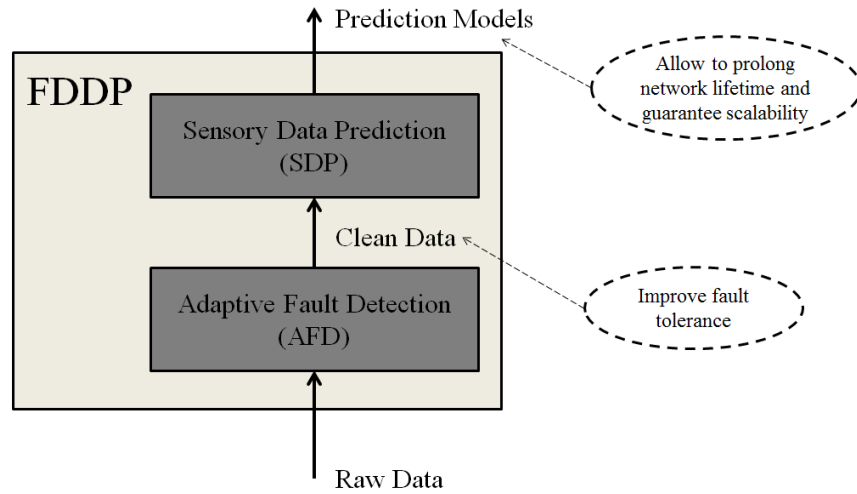 Prediction Models
Allow to prolong
network lifetime and
guarantee scalability
FDDP
Sensory Data Prediction
(SDP)
Clean Data
Adaptive Fault Detection
(AFD)
Improve fault
tolerance
Raw Data